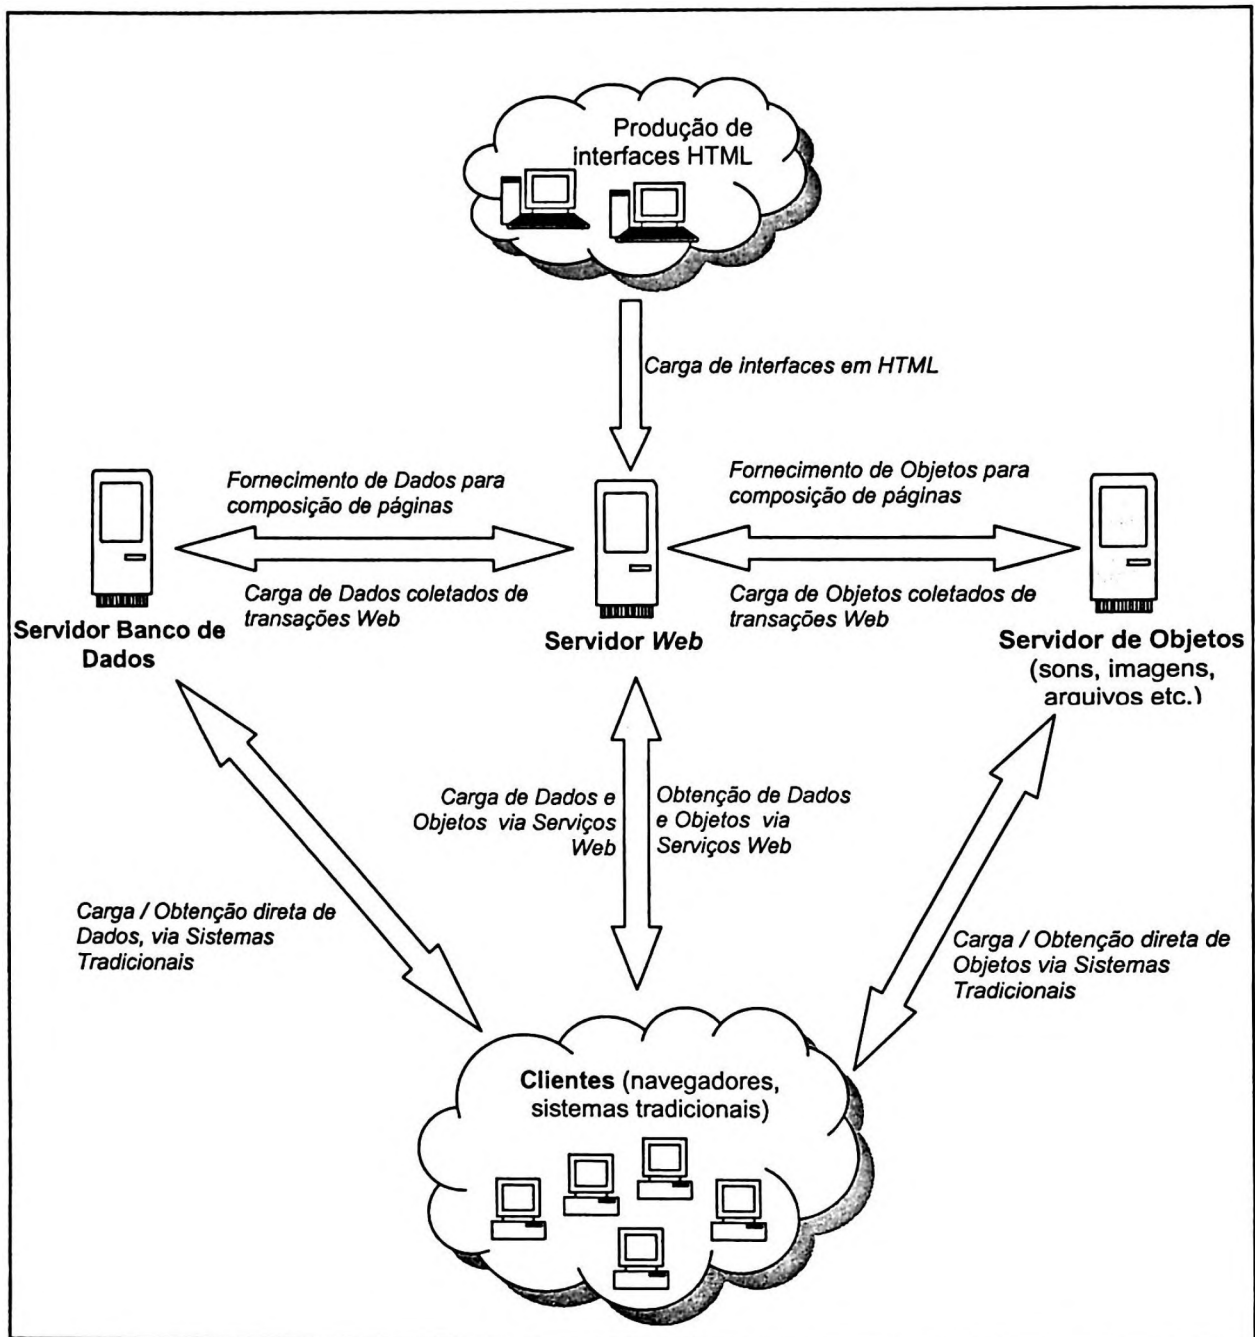 Produção de
interfaces HTML
Carga de interfaces em HTML
Fornecimento de Dados para
composição de páginas
Fornecimento de Objetos para
composição de páginas
Carga de Dados coletados de
transações Web
Carga de Objetos coletados de
transações Web
Servidor Banco de
Dados
Servidor Web
Servidor de Objetos
(sons, imagens,
arquivos etc.)
Carga de Dados e
Objetos via Serviços
Web
Obtenção de Dados
e Objetos via
Serviços Web
Carga / Obtenção direta de
Dados, via Sistemas
Tradicionais
Carga / Obtenção direta de
Objetos via Sistemas
Tradicionais
Clientes (navegadores,
sistemas tradicionais)